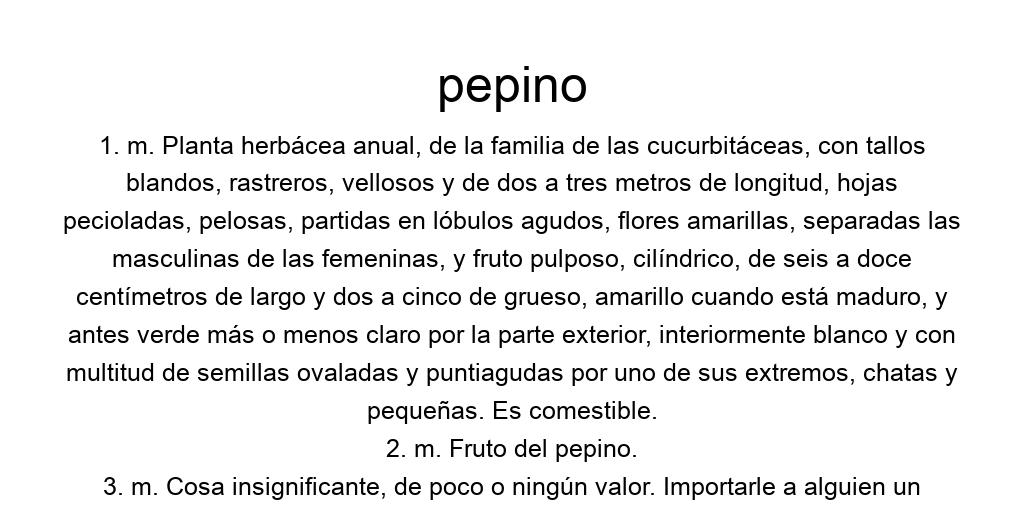 pepino
1. m. Planta herbácea anual, de la familia de las cucurbitáceas, con tallos
blandos, rastreros, vellosos y de dos a tres metros de longitud, hojas
pecioladas, pelosas, partidas en lóbulos agudos, flores amarillas, separadas las
masculinas de las femeninas, y fruto pulposo, cilíndrico, de seis a doce
centímetros de largo y dos a cinco de grueso, amarillo cuando está maduro, y
antes verde más o menos claro por la parte exterior, interiormente blanco y con
multitud de semillas ovaladas y puntiagudas por uno de sus extremos, chatas y
pequeñas. Es comestible.
2. m. Fruto del pepino.
3. m. Cosa insignificante, de poco o ningún valor. Importarle a alguien un